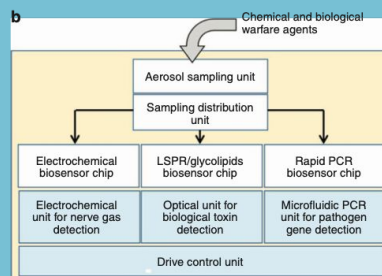 b
Chemical and biological
warfare agents
Aerosol sampling unit
Sampling distribution
unit
Electrochemical
biosensor chip
LSPR/glycolipids
biosensor chip
Rapid PCR
biosensor chip
Electrochemical
unit for nerve gas
detection
Optical unit for
biological toxin
detection
Microfluidic PCR
unit for pathogen
gene detection
Drive control unit